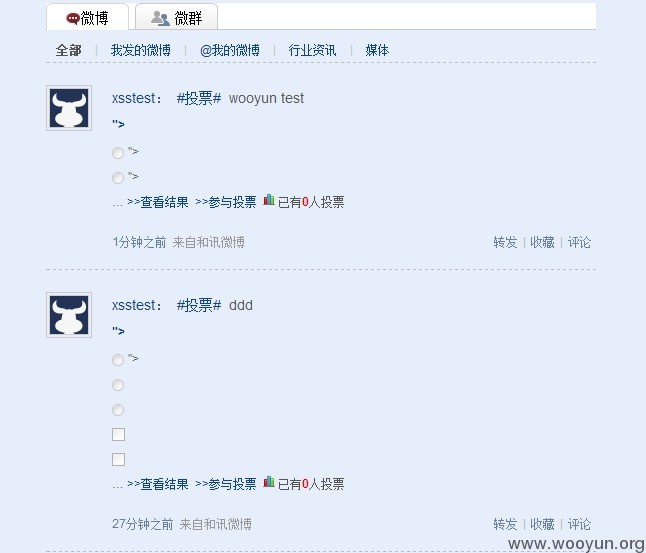 微博 微群
全部 | 我发的微博 | @我的微博 | 行业资讯 | 媒体
xsstest： #投票# wooyun test
">
">
">
... >>查看结果 >>参与投票 已有0人投票
1分钟之前 来自和讯微博 转发 | 收藏 | 评论
xsstest： #投票# ddd
">
">
... >>查看结果 >>参与投票 已有0人投票
27分钟之前 来自和讯微博 转发 | 收藏 | 评论
www.wooyun.org